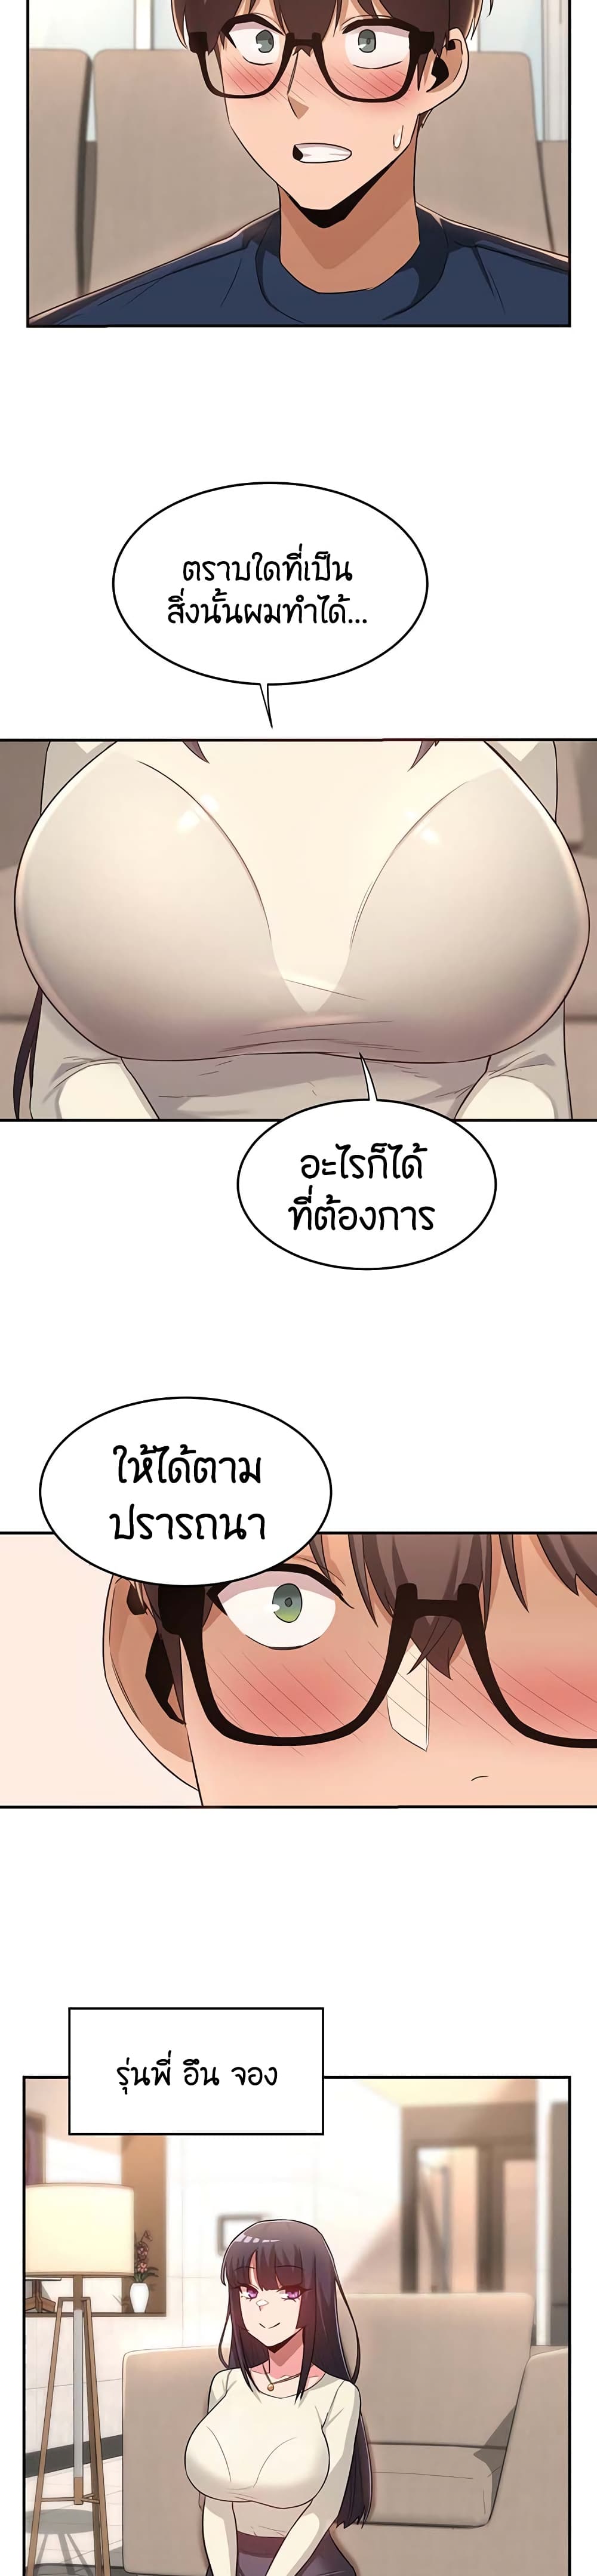 ตราบใดที่เป็น
สิ่งนั้นผมทำได้...
อะไรก็ได้
ที่ต้องการ
ให้ได้ตาม
ปรารถนา
รุ่นพี่ อึน จอง